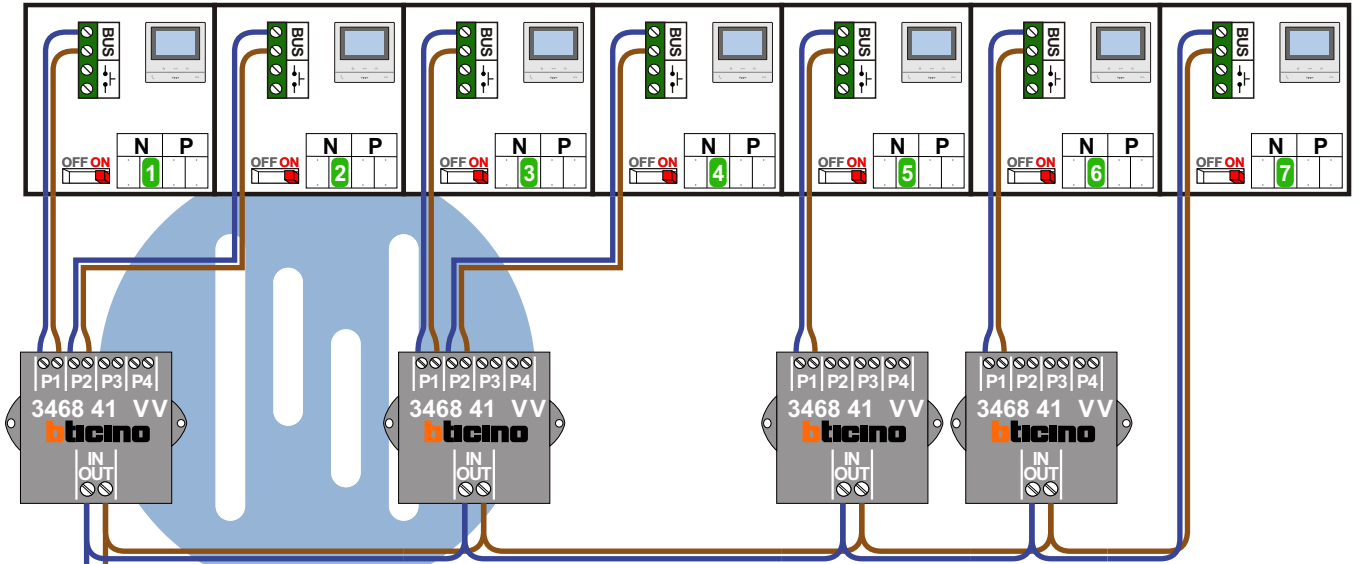 BUS BUS BUS BUS BUS BUS BUS
N P N P N P N P N P N P N P
OFF ON 1 OFF ON 2 OFF ON 3 OFF ON 4 OFF ON 5 OFF ON 6 OFF ON 7
P1 P2 P3 P4 P1 P2 P3 P4 P1 P2 P3 P4 P1 P2 P3 P4
3468 41 VV 3468 41 VV 3468 41 VV 3468 41 VV
bticino bticino bticino bticino
IN IN IN IN
OUT OUT OUT OUT